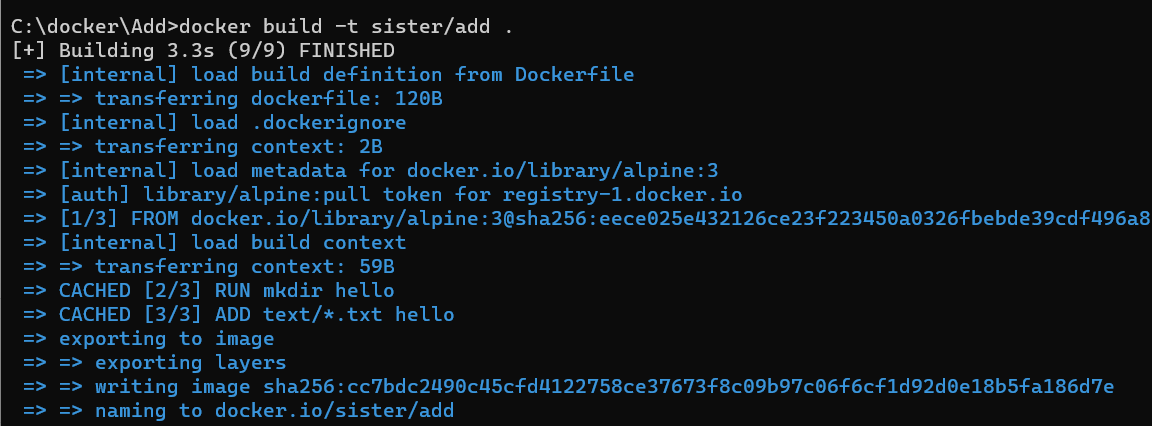 C:\docker\Add>docker build -t sister/add .
[+] Building 3.3s (9/9) FINISHED
=> [internal] load build definition from Dockerfile
=> => transferring dockerfile: 120B
=> [internal] load .dockerignore
=> => transferring context: 2B
=> [internal] load metadata for docker.io/library/alpine:3
=> [auth] library/alpine:pull token for registry-1.docker.io
=> [1/3] FROM docker.io/library/alpine:3@sha256:eece025e432126ce23f223450a0326fbebde39cdf496a8
=> [internal] load build context
=> => transferring context: 59B
=> CACHED [2/3] RUN mkdir hello
=> CACHED [3/3] ADD text/*.txt hello
=> exporting to image
=> => exporting layers
=> => writing image sha256:cc7bdc2490c45cfd4122758ce37673f8c09b97c06f6cf1d92d0e18b5fa186d7e
=> => naming to docker.io/sister/add